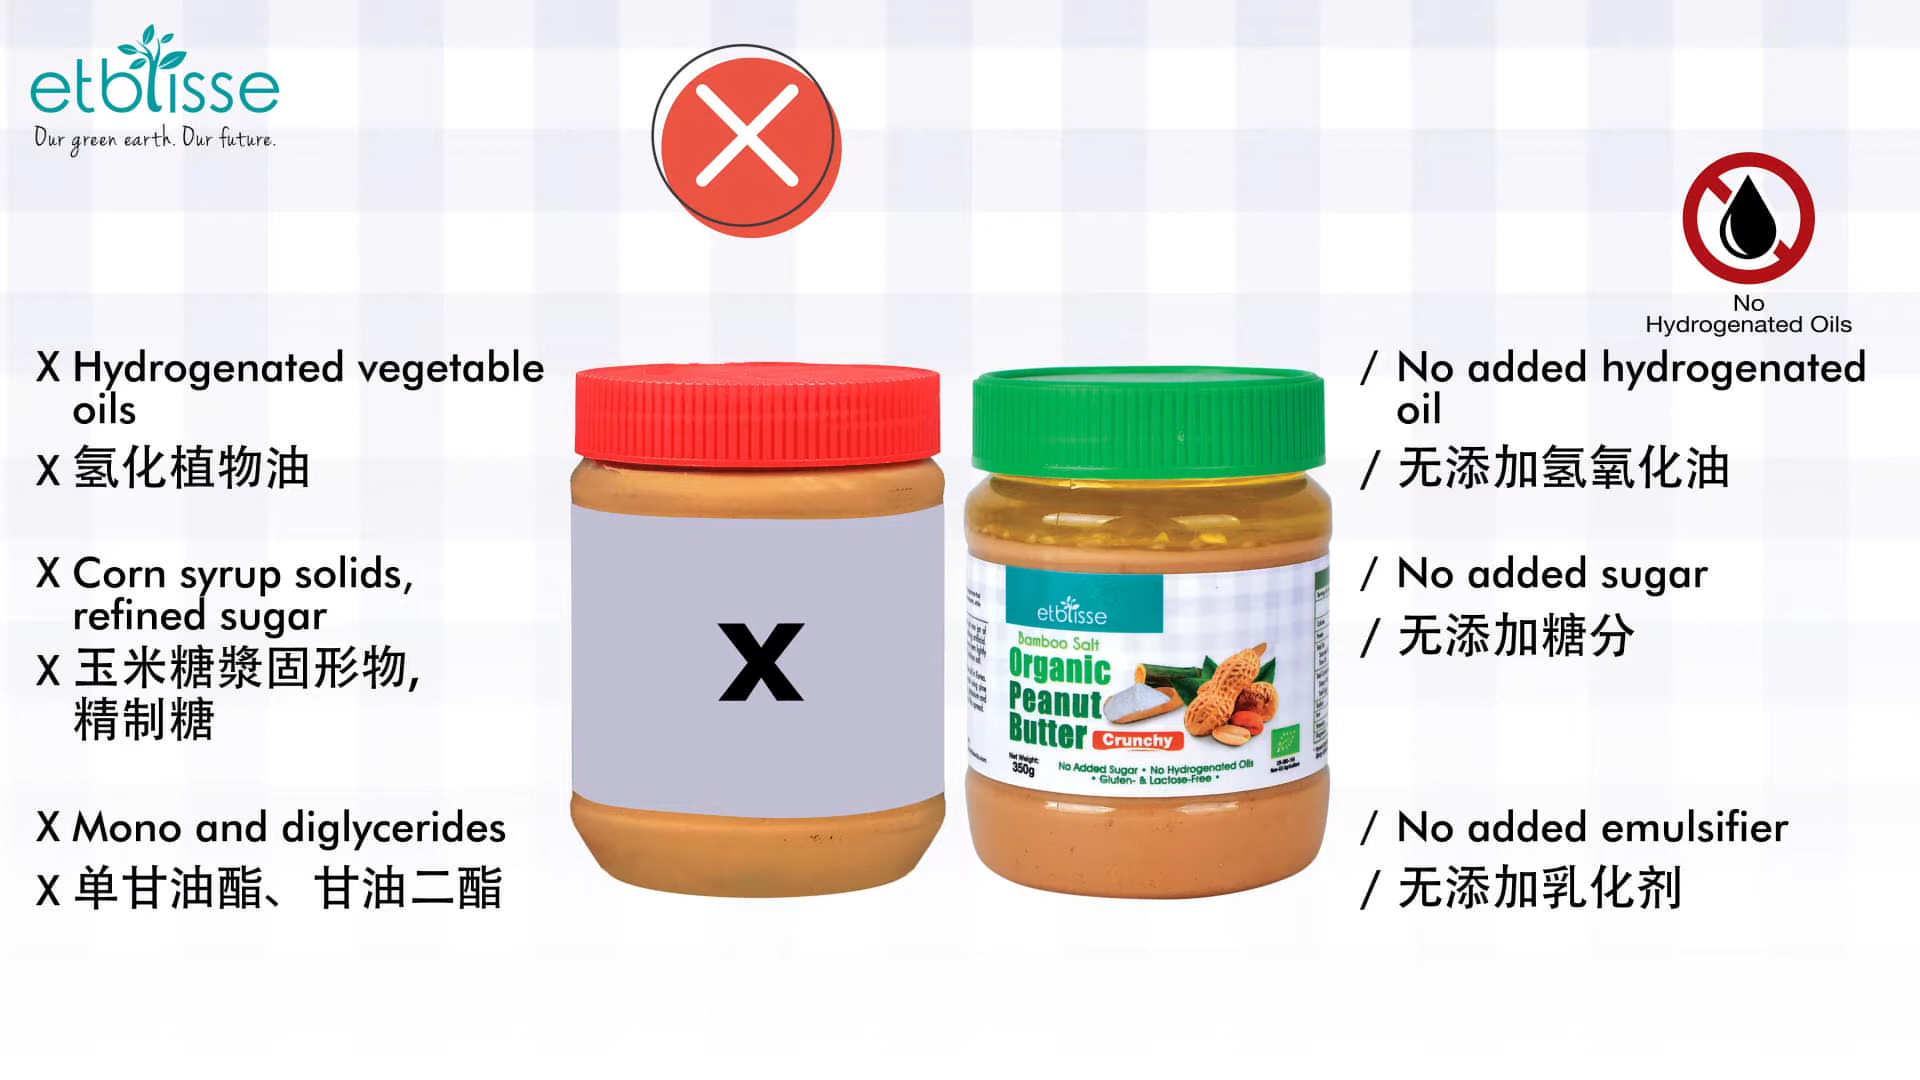 etblisse
Our green earth. Our future.
No
Hydrogenated Oils
X Hydrogenated vegetable
oils
X 氢化植物油
X Corn syrup solids,
refined sugar
X 玉米糖漿固形物,
精制糖
X Mono and diglycerides
X 单甘油酯、甘油二酯
X
etblisse
Bamboo Salt
Organic
Peanut
Butter
Crunchy
Net Weight:
350g
No Added Sugar • No Hydrogenated Oils
• Gluten- & Lactose-Free •
/ No added hydrogenated
oil
/ 无添加氢氧化油
/ No added sugar
/ 无添加糖分
/ No added emulsifier
/ 无添加乳化剂